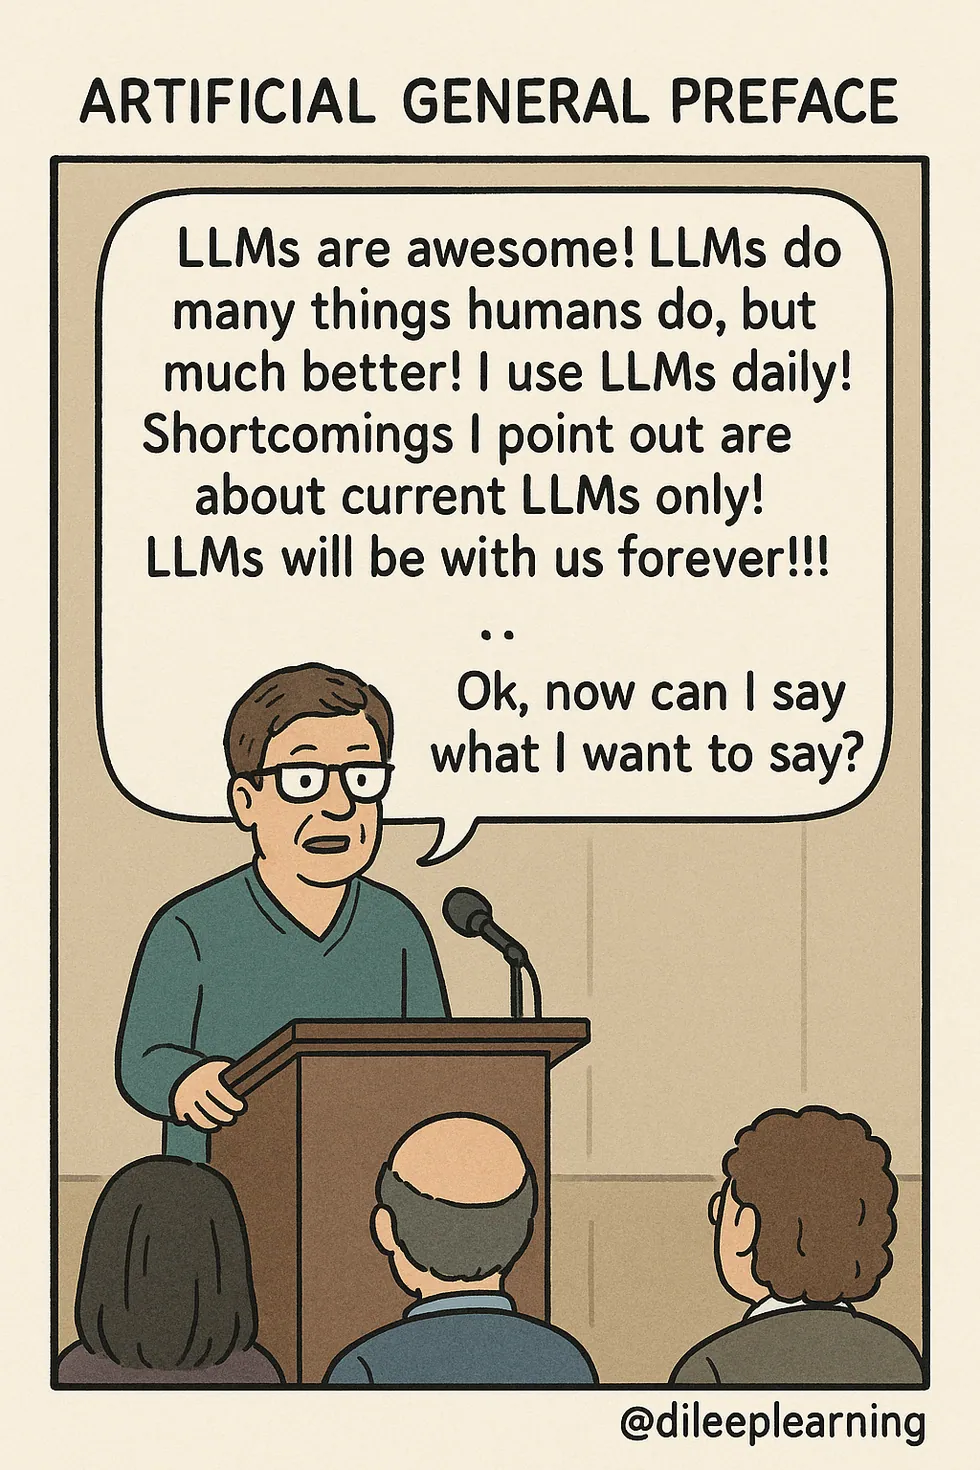 ARTIFICIAL GENERAL PREFACE
LLMs are awesome! LLMs do
many things humans do, but
much better! I use LLMs daily!
Shortcomings I point out are
about current LLMs only!
LLMs will be with us forever!!!
..
Ok, now can I say
what I want to say?
@dileeplearning